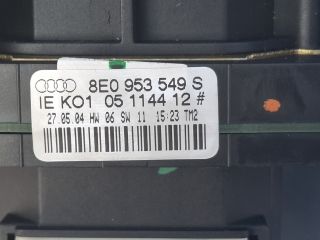 8E0 953 549 S
IE KO1 05 1144 12 #
27.05.04 HW 06 SW 11 15:23 TM2